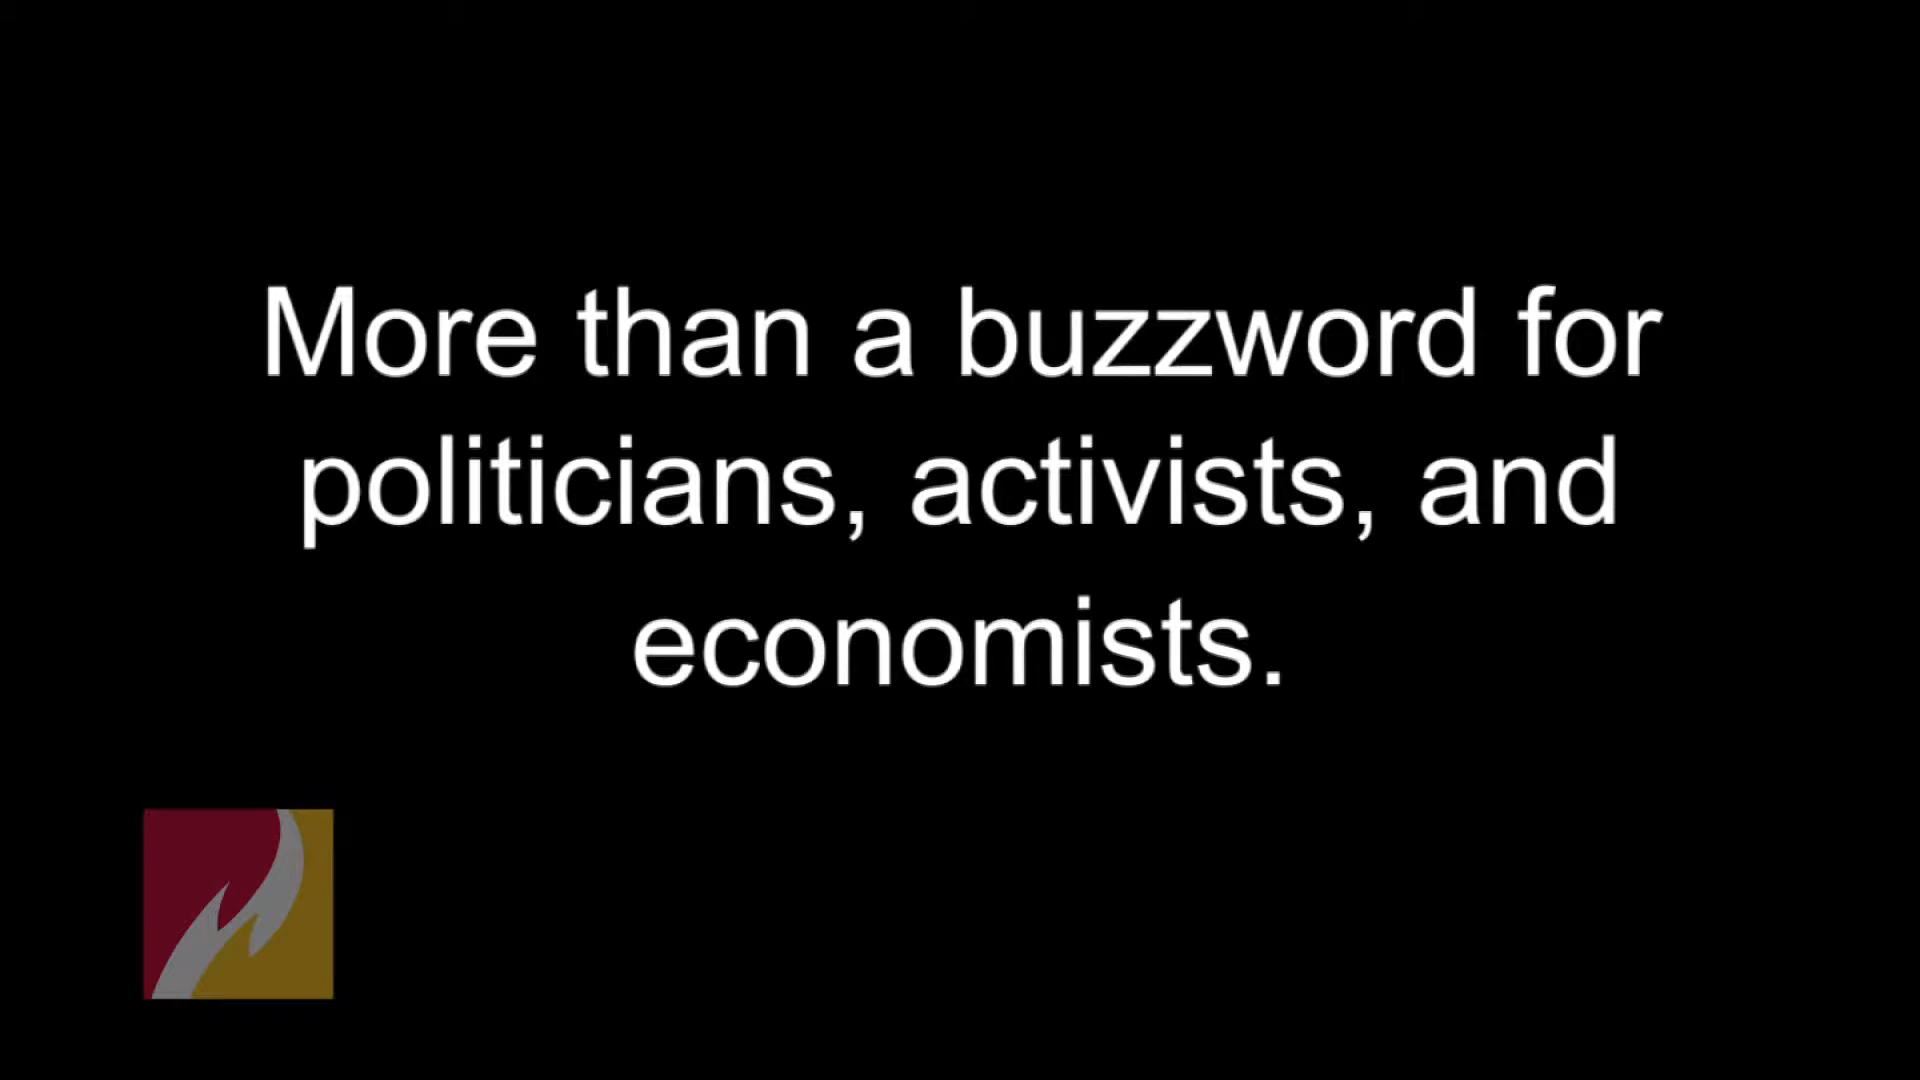 More than a buzzword for
politicians, activists, and
economists.